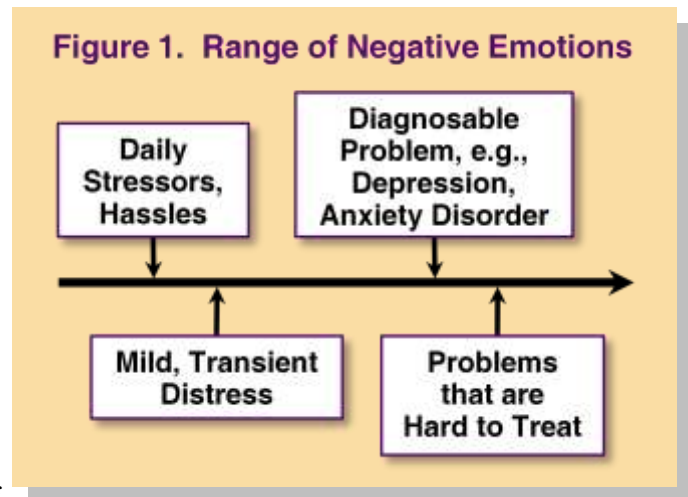 Figure 1. Range of Negative Emotions
Daily
Stressors,
Hassles
Diagnosable
Problem, e.g.,
Depression,
Anxiety Disorder
Mild, Transient
Distress
Problems
that are
Hard to Treat
.